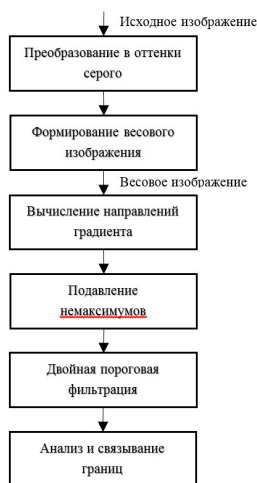 Исходное изображение
Преобразование в оттенки
серого
Формирование весового
изображения
Весовое изображение
Вычисление направлений
градиента
Подавление
немаксимумов
Двойная пороговая
фильтрация
Анализ и связывание
границ